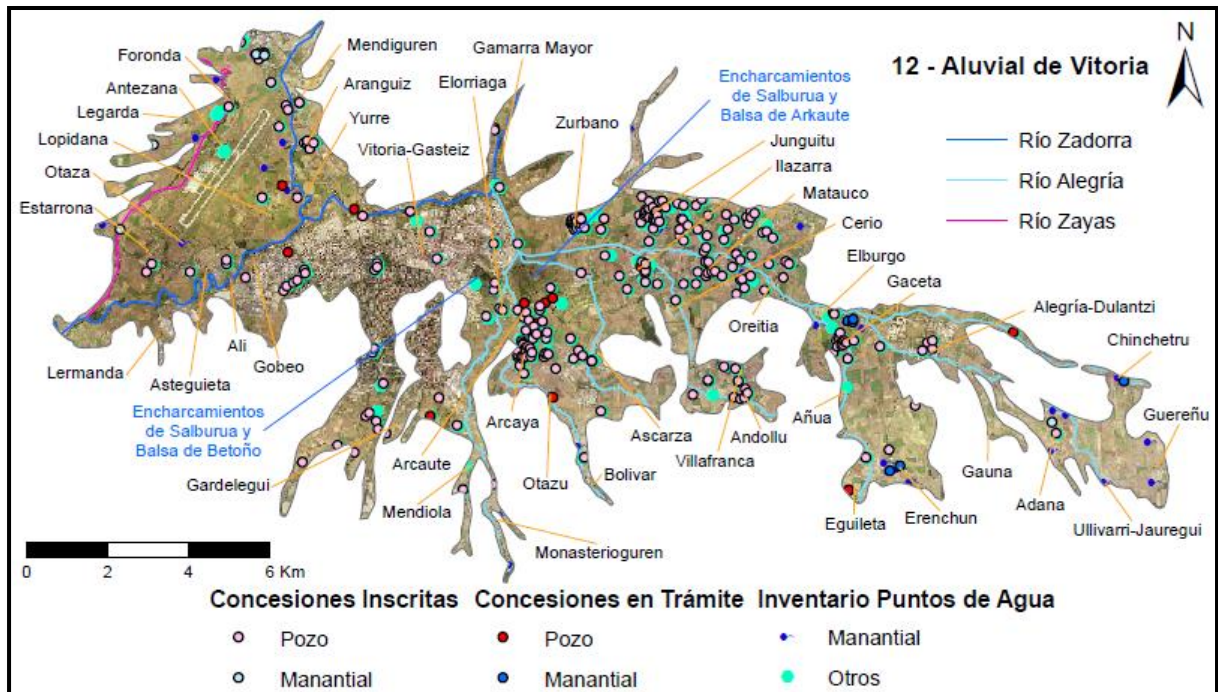 Foronda
Mendiguren
Gamarra Mayor
N
12 - Aluvial de Vitoria
Antezana
Aranguiz
Elorriaga
Encharcamientos
de Salburua y
Balsa de Arkaute
Legarda
Yurre
Zurbano
Junguitu
Río Zadorra
Lopidana
Vitoria-Gasteiz
Ilazarra
Río Alegría
Otaza
Matauco
Río Zayas
Estarrona
Cerio
Elburgo
Gaceta
Alegría-Dulantzi
Oreitia
Chinchetru
Lermanda
Ali
Gobeo
Asteguieta
Encharcamientos
de Salburua y
Balsa de Betoño
Arcaya
Ascarza
Andollu
Añua
Guereñu
Gardelegui
Arcaute
Otazu
Bolivar
Villafranca
Gauna
Mendiola
Eguileta
Erenchun
Adana
Ullivarri-Jauregui
Monasterioguren
0 2 4 6 Km
Concesiones Inscritas Concesiones en Trámite Inventario Puntos de Agua
Pozo Pozo Manantial
Manantial Manantial Otros